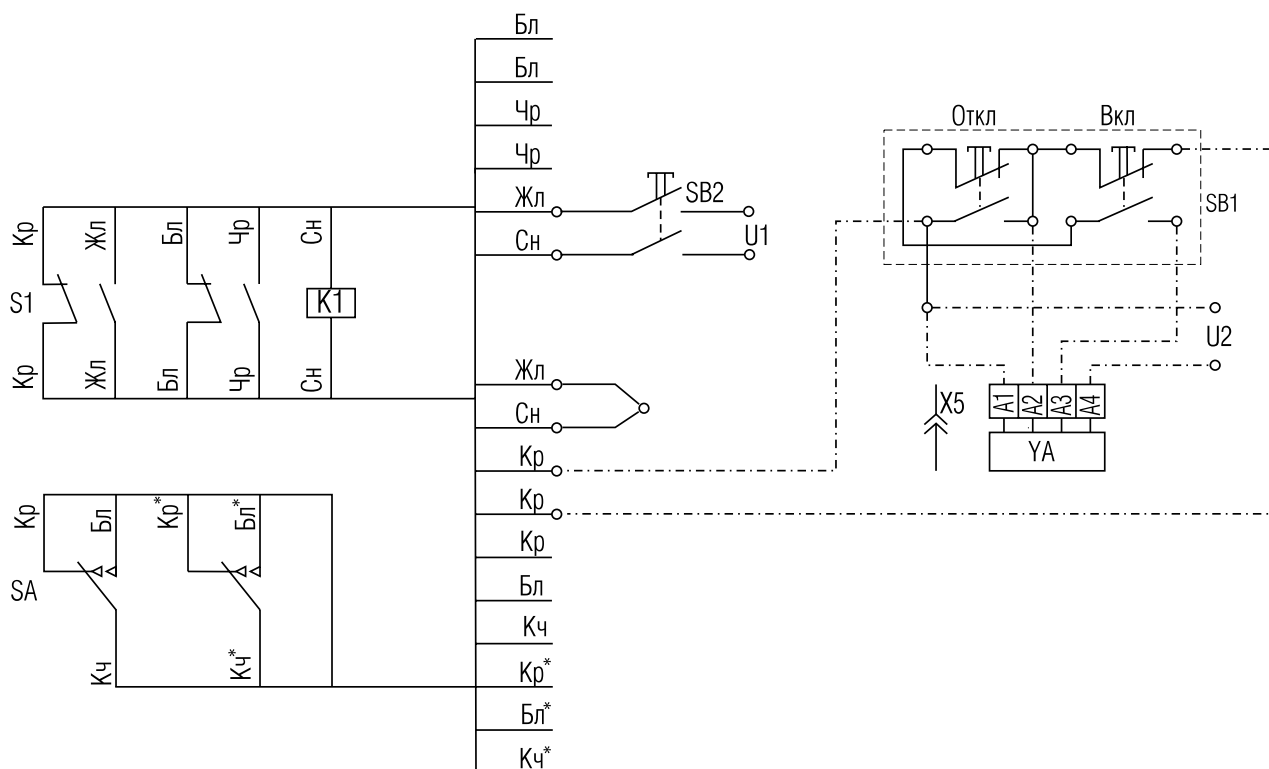 Бл
Бл
Чр
Чр
Жл
Сн
SB2
U1
Откл
Вкл
SB1
U2
Кр
Жл
Бл
Чр
Сн
S1
K1
Кр
Жл
Бл
Чр
Сн
Жл
Сн
Кр
Кр
Кр
Бл
Кч
Кр*
Бл*
Кч*
X5
A1
A2
A3
A4
YA
Кр
Бл
Кр*
Бл*
SA
Кч
Кч*